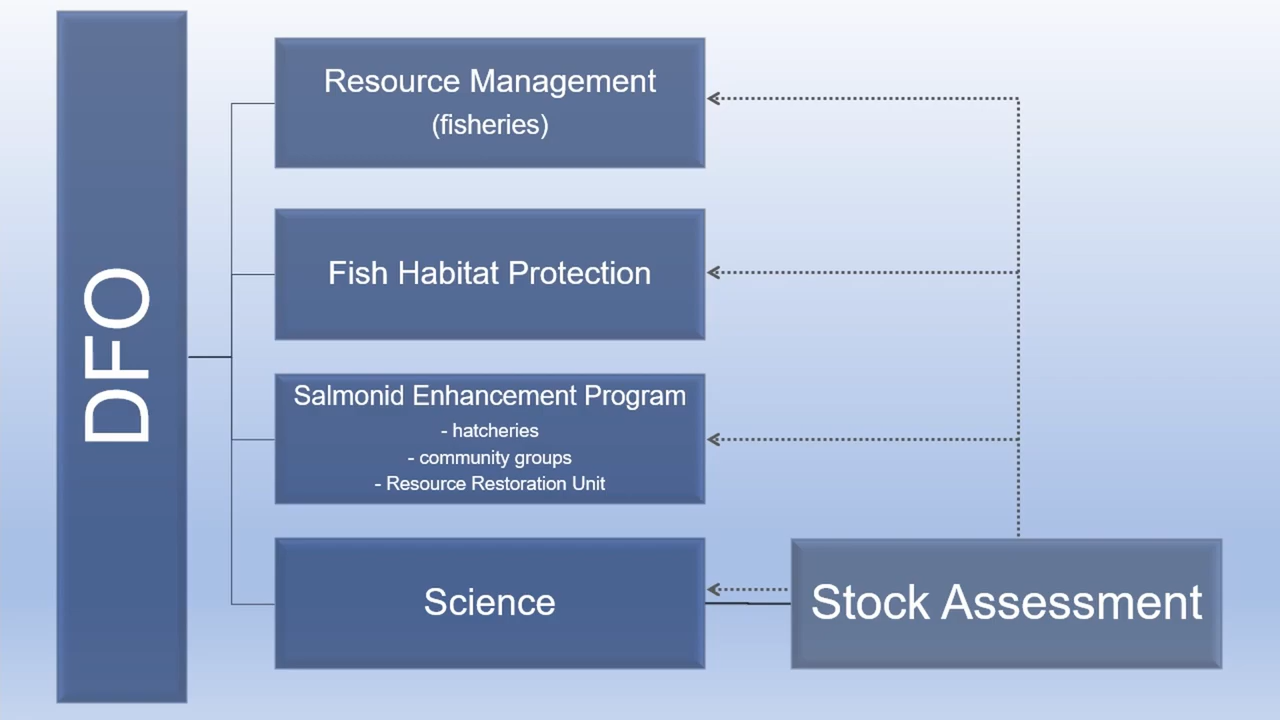 DFO
Resource Management
(fisheries)
Fish Habitat Protection
Salmonid Enhancement Program
- hatcheries
- community groups
- Resource Restoration Unit
Science
Stock Assessment